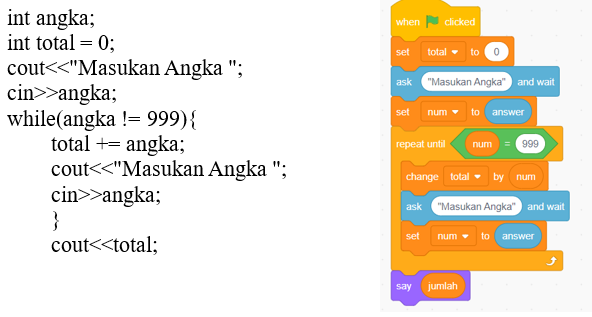 int angka;
int total = 0;
cout<<"Masukan Angka ";
cin>>angka;
while(angka != 999){
total += angka;
cout<<"Masukan Angka ";
cin>>angka;
}
cout<<total;
when clicked
set total to 0
ask "Masukan Angka" and wait
set num to answer
repeat until num = 999
change total by num
ask "Masukan Angka" and wait
set num to answer
say jumlah